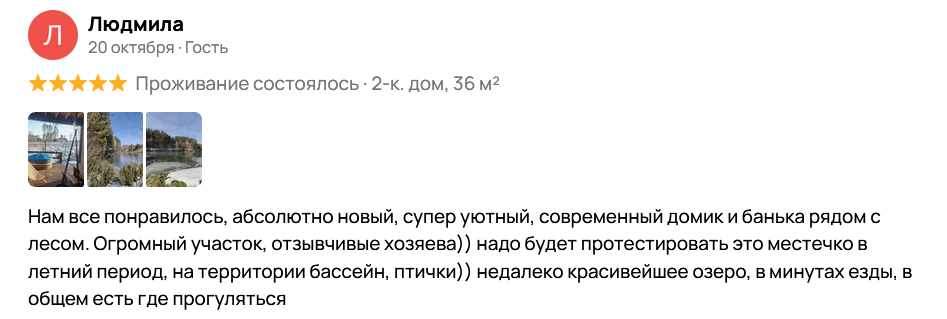 Л
Людмила
20 октября · Гость
Проживание состоялось · 2-к. дом, 36 м²
Нам все понравилось, абсолютно новый, супер уютный, современный домик и банька рядом с
лесом. Огромный участок, отзывчивые хозяева)) надо будет протестировать это местечко в
летний период, на территории бассейн, птички)) недалеко красивейшее озеро, в минутах езды, в
общем есть где прогуляться